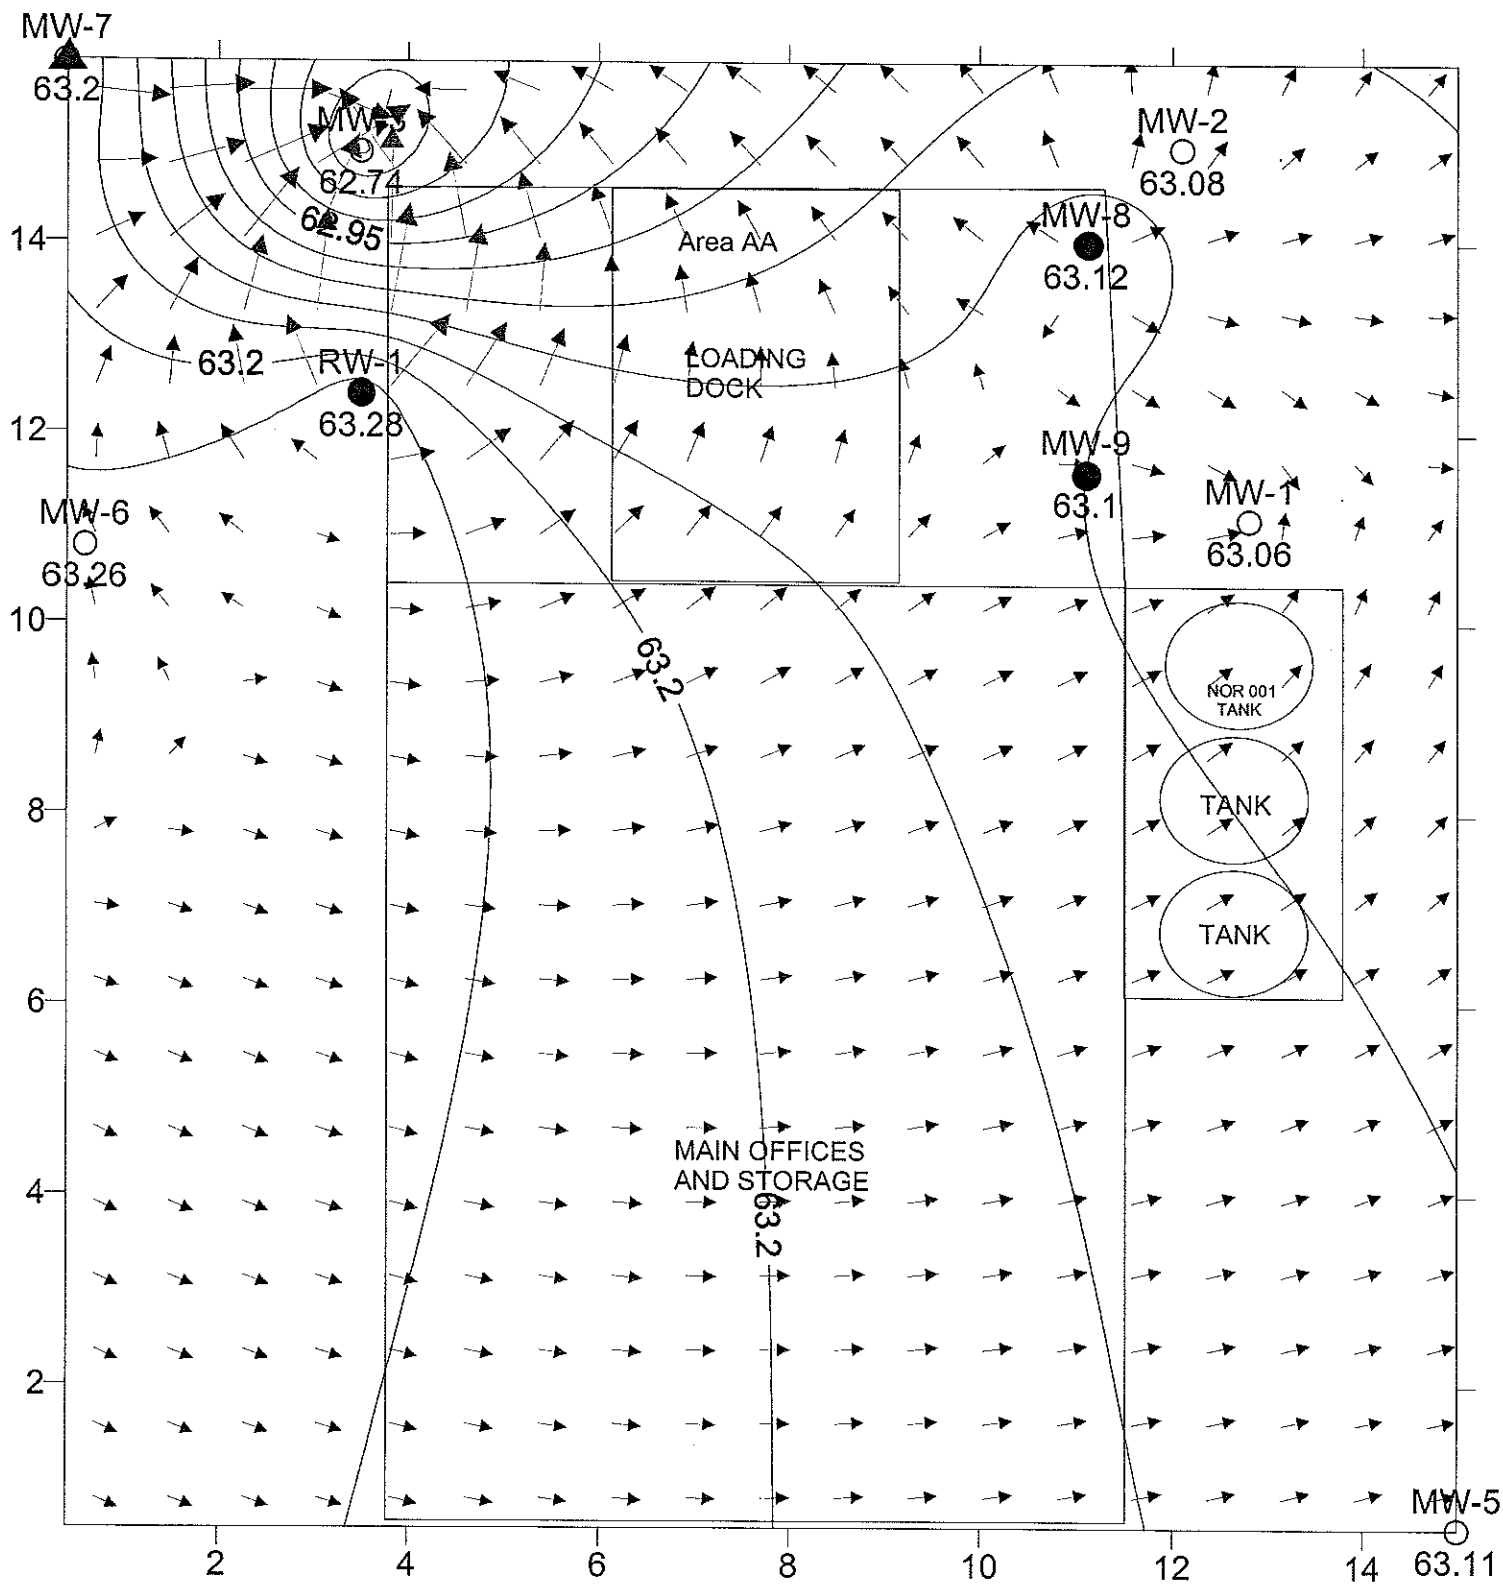 MW-7
63.2
MW-3
62.74
62.95
MW-2
63.08
14
Area AA
MW-8
63.12
63.2
RW-1
63.28
LOADING
DOCK
12
MW-9
63.1
MW-6
63.26
MW-1
63.06
10
63.2
NOR 001
TANK
8
TANK
TANK
6
MAIN OFFICES
AND STORAGE
4
63.2
2
MW-5
63.11
2
4
6
8
10
12
14